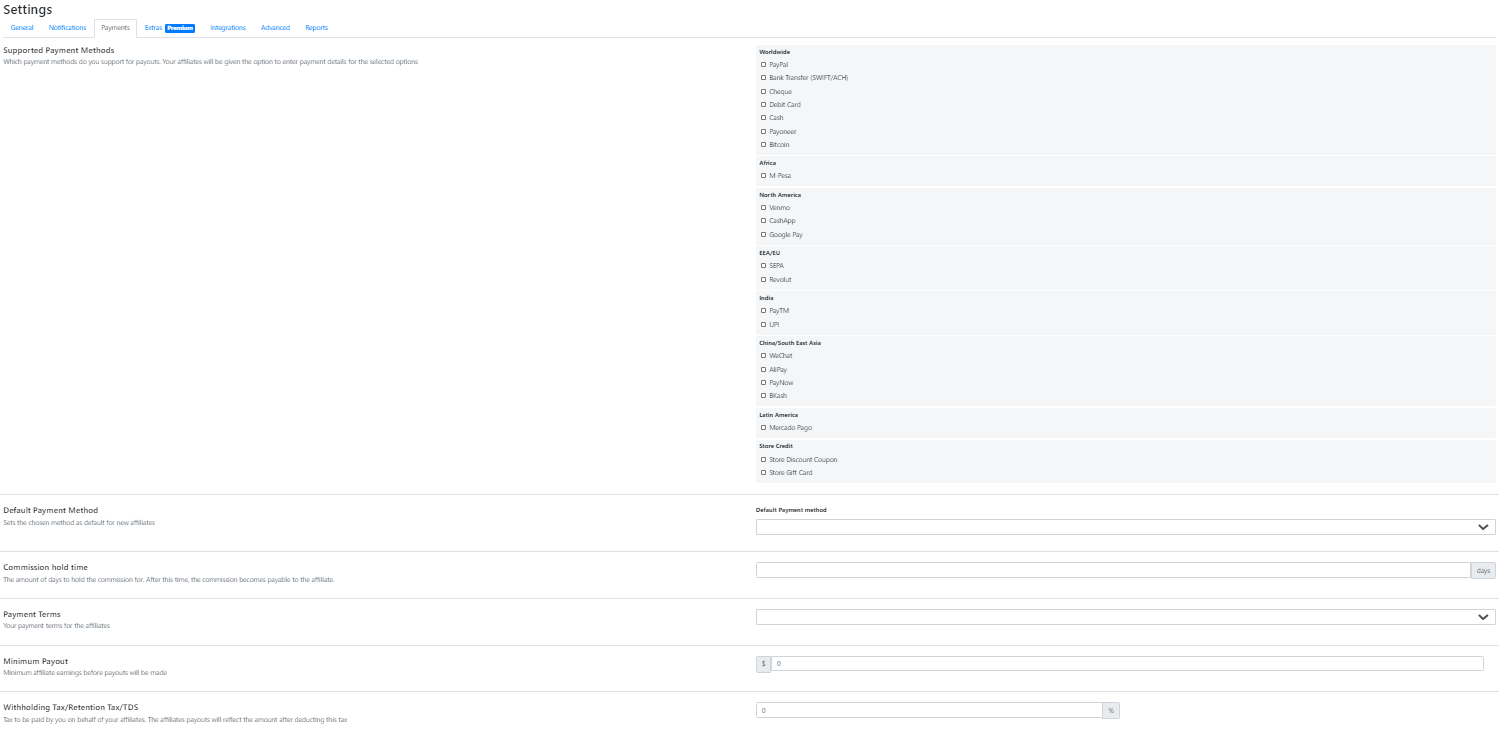 Settings
General Notifications Payments Extras Premium Integrations Advanced Reports
Supported Payment Methods
Which payment methods do you support for payouts. Your affiliates will be given the option to enter payment details for the selected options
Worldwide
PayPal
Bank Transfer (SWIFT/ACH)
Cheque
Debit Card
Cash
Payoneer
Bitcoin
Africa
M-Pesa
North America
Venmo
CashApp
Google Pay
EEA/EU
SEPA
Revolut
India
PayTM
UPI
China/South East Asia
WeChat
AliPay
PayNow
BKash
Latin America
Mercado Pago
Store Credit
Store Discount Coupon
Store Gift Card
Default Payment Method
Sets the chosen method as default for new affiliates
Default Payment method
Commission hold time
The amount of days to hold the commission for. After this time, the commission becomes payable to the affiliate.
days
Payment Terms
Your payment terms for the affiliates
Minimum Payout
Minimum affiliate earnings before payouts will be made
$ 0
Withholding Tax/Retention Tax/TDS
Tax to be paid by you on behalf of your affiliates. The affiliates payouts will reflect the amount after deducting this tax
0 %